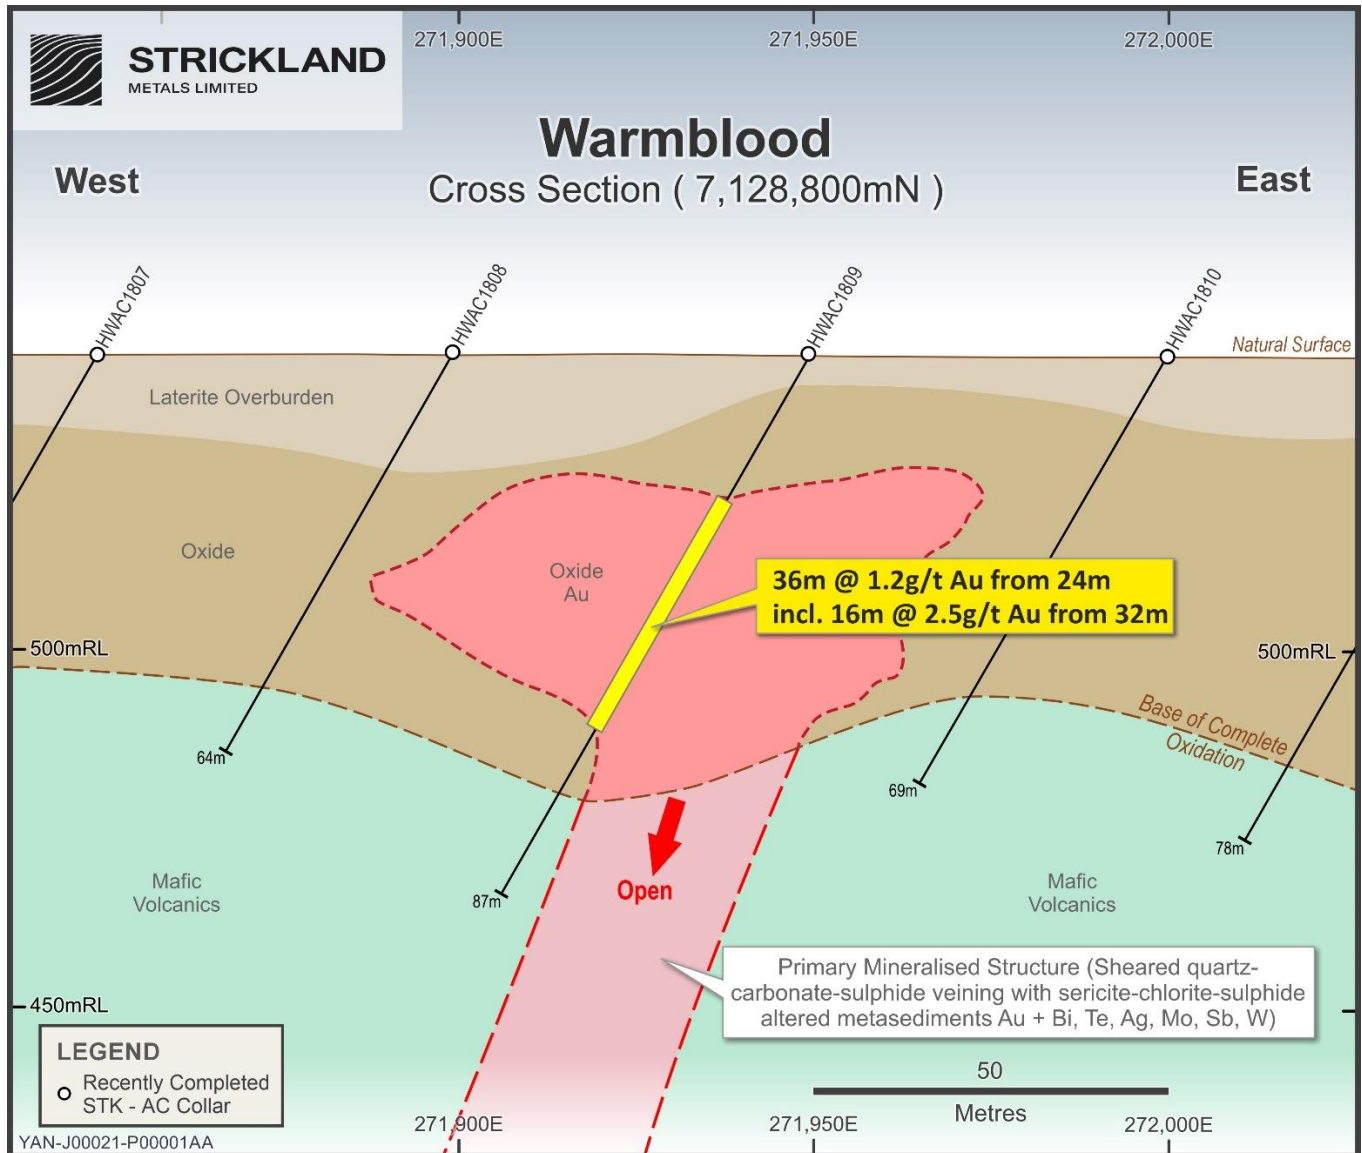 STRICKLAND
METALS LIMITED
271,900E
271,950E
272,000E
Warmblood
Cross Section ( 7,128,800mN )
West
East
HWAC1807
HWAC1808
HWAC1809
HWAC1810
Natural Surface
Laterite Overburden
Oxide
Oxide
Au
36m @ 1.2g/t Au from 24m
incl. 16m @ 2.5g/t Au from 32m
500mRL
500mRL
Base of Complete
Oxidation
64m
69m
78m
87m
Open
Mafic
Volcanics
Mafic
Volcanics
Primary Mineralised Structure (Sheared quartz-
carbonate-sulphide veining with sericite-chlorite-sulphide
altered metasediments Au + Bi, Te, Ag, Mo, Sb, W)
450mRL
LEGEND
Recently Completed
STK - AC Collar
50
Metres
271,900E
271,950E
272,000E
YAN-J00021-P00001AA